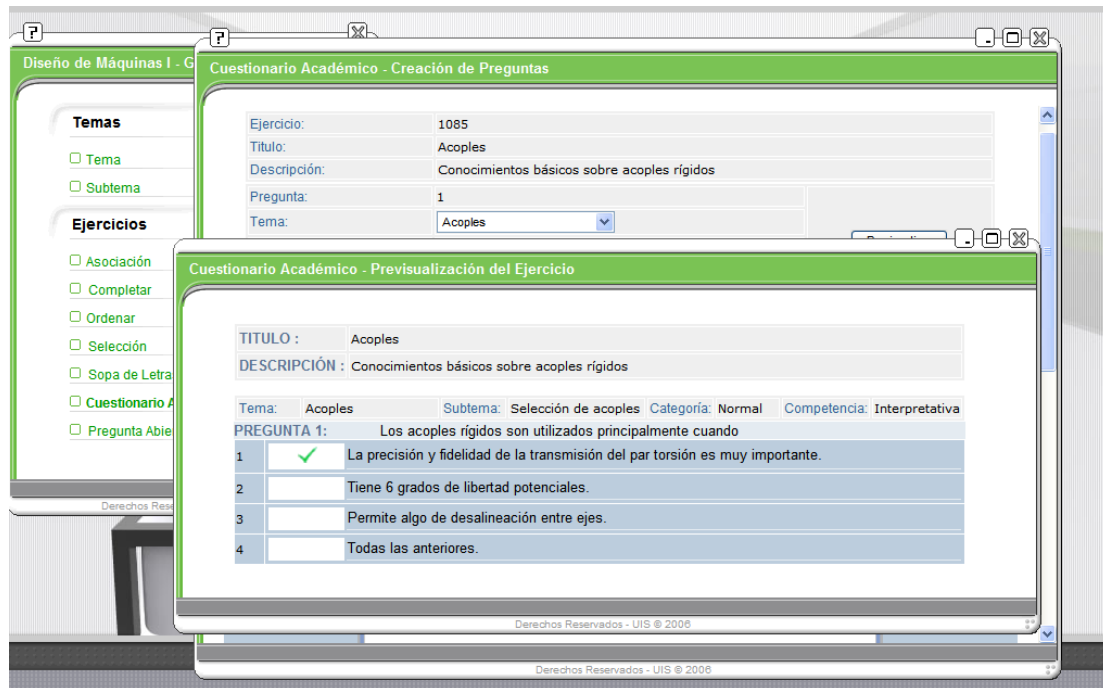 Diseño de Máquinas I - G
Temas
Tema
Subtema
Ejercicios
Asociación
Completar
Ordenar
Selección
Sopa de Letra
Cuestionario A
Pregunta Abie
Derechos Rese
Cuestionario Académico - Creación de Preguntas
Ejercicio: 1085
Titulo: Acoples
Descripción: Conocimientos básicos sobre acoples rígidos
Pregunta: 1
Tema: Acoples
Cuestionario Académico - Previsualización del Ejercicio
TITULO : Acoples
DESCRIPCIÓN : Conocimientos básicos sobre acoples rígidos
Tema: Acoples Subtema: Selección de acoples Categoría: Normal Competencia: Interpretativa
PREGUNTA 1: Los acoples rígidos son utilizados principalmente cuando
1 La precisión y fidelidad de la transmisión del par torsión es muy importante.
2 Tiene 6 grados de libertad potenciales.
3 Permite algo de desalineación entre ejes.
4 Todas las anteriores.
Derechos Reservados - UIS © 2006
Derechos Reservados - UIS © 2006